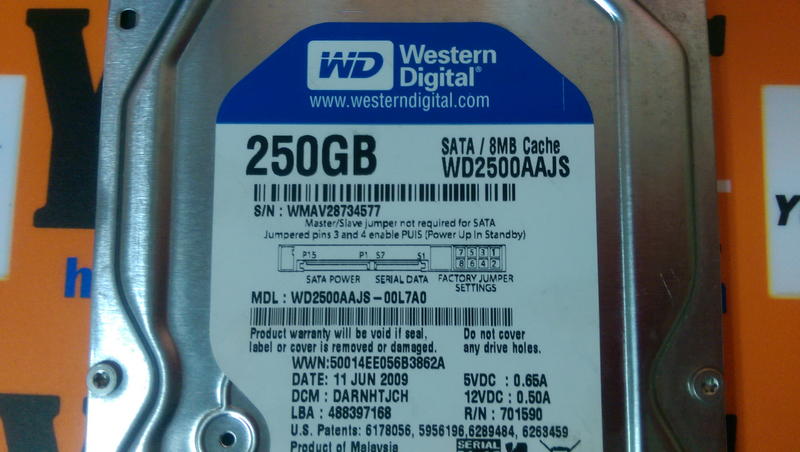 WD Western
Digital®
www.westerndigital.com
250GB
SATA / 8MB Cache
WD2500AAJS
S/N : WMAV28734577
Master/Slave jumper not required for SATA
Jumpered pins 3 and 4 enable PUIS (Power Up In Standby)
P15 P1 S7 S1 7 5 3 1
8 6 4 2
SATA POWER SERIAL DATA FACTORY JUMPER
SETTINGS
MDL : WD2500AAJS-00L7A0
Product warranty will be void if seal,
label or cover is removed or damaged.
Do not cover
any drive holes.
WWN:50014EE056B3862A
DATE: 11 JUN 2009 5VDC : 0.65A
DCM : DARNHTJCH 12VDC : 0.50A
LBA : 488397168 R/N : 701590
U.S. Patents: 6178056, 5956196,6289484, 6263459
Product of Malaysia
SERIAL
Y
h
Y